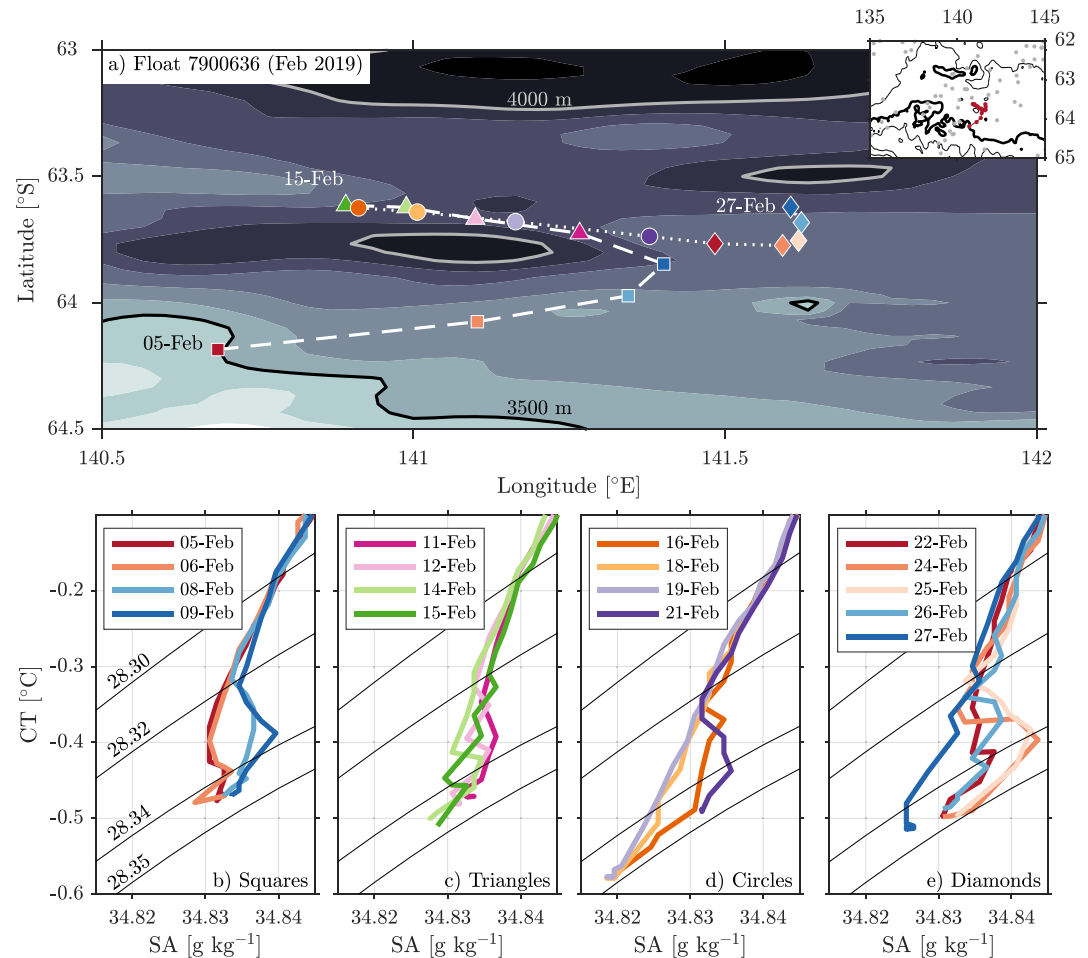 135 140 145
63
a) Float 7900636 (Feb 2019)
62
4000 m
63
64
65
63.5
15-Feb
27-Feb
Latitude [°S]
64
05-Feb
3500 m
64.5
140.5 141 141.5 142
Longitude [°E]
05-Feb
06-Feb
08-Feb
09-Feb
11-Feb
12-Feb
14-Feb
15-Feb
16-Feb
18-Feb
19-Feb
21-Feb
22-Feb
24-Feb
25-Feb
26-Feb
27-Feb
-0.2
-0.3
-0.4
-0.5
-0.6
CT [°C]
28.30
28.32
28.34
28.35
b) Squares
c) Triangles
d) Circles
e) Diamonds
34.82 34.83 34.84
34.82 34.83 34.84
34.82 34.83 34.84
34.82 34.83 34.84
SA [g kg⁻¹]
SA [g kg⁻¹]
SA [g kg⁻¹]
SA [g kg⁻¹]